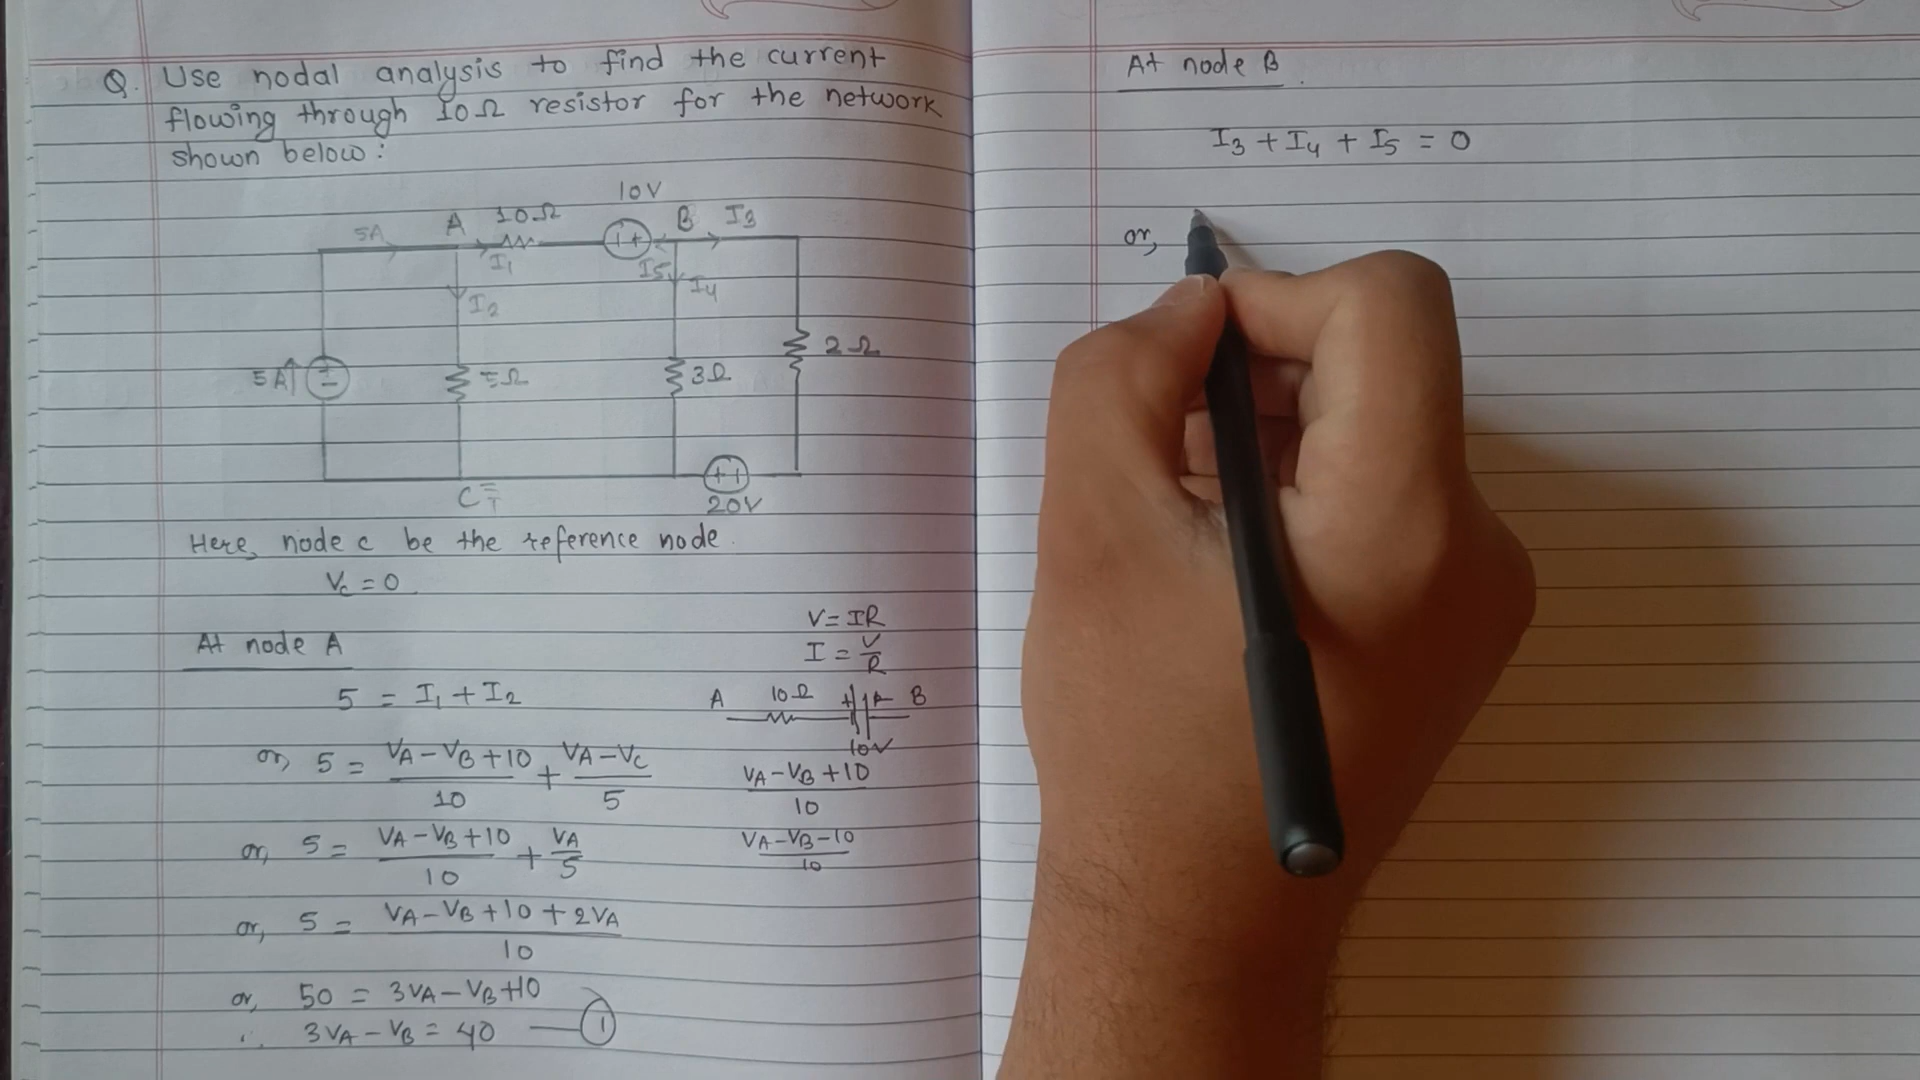 Q. Use nodal analysis to find the current
flowing through 10Ω resistor for the network
shown below:
10V
5A A 10Ω B I3
I1 I5 I4
I2
5A 5Ω 3Ω 2Ω
C
20V
Here, node c be the reference node.
Vc = 0.
At node A
5 = I1 + I2
or, 5 = (VA - VB + 10)/10 + (VA - VC)/5
or, 5 = (VA - VB + 10)/10 + VA/5
or, 5 = (VA - VB + 10 + 2VA)/10
or, 50 = 3VA - VB + 10
∴ 3VA - VB = 40 — ①
V = IR
I = V/R
A 10Ω B
10V
(VA - VB + 10)/10
(VA - VB - 10)/10
At node B.
I3 + I4 + I5 = 0
or,